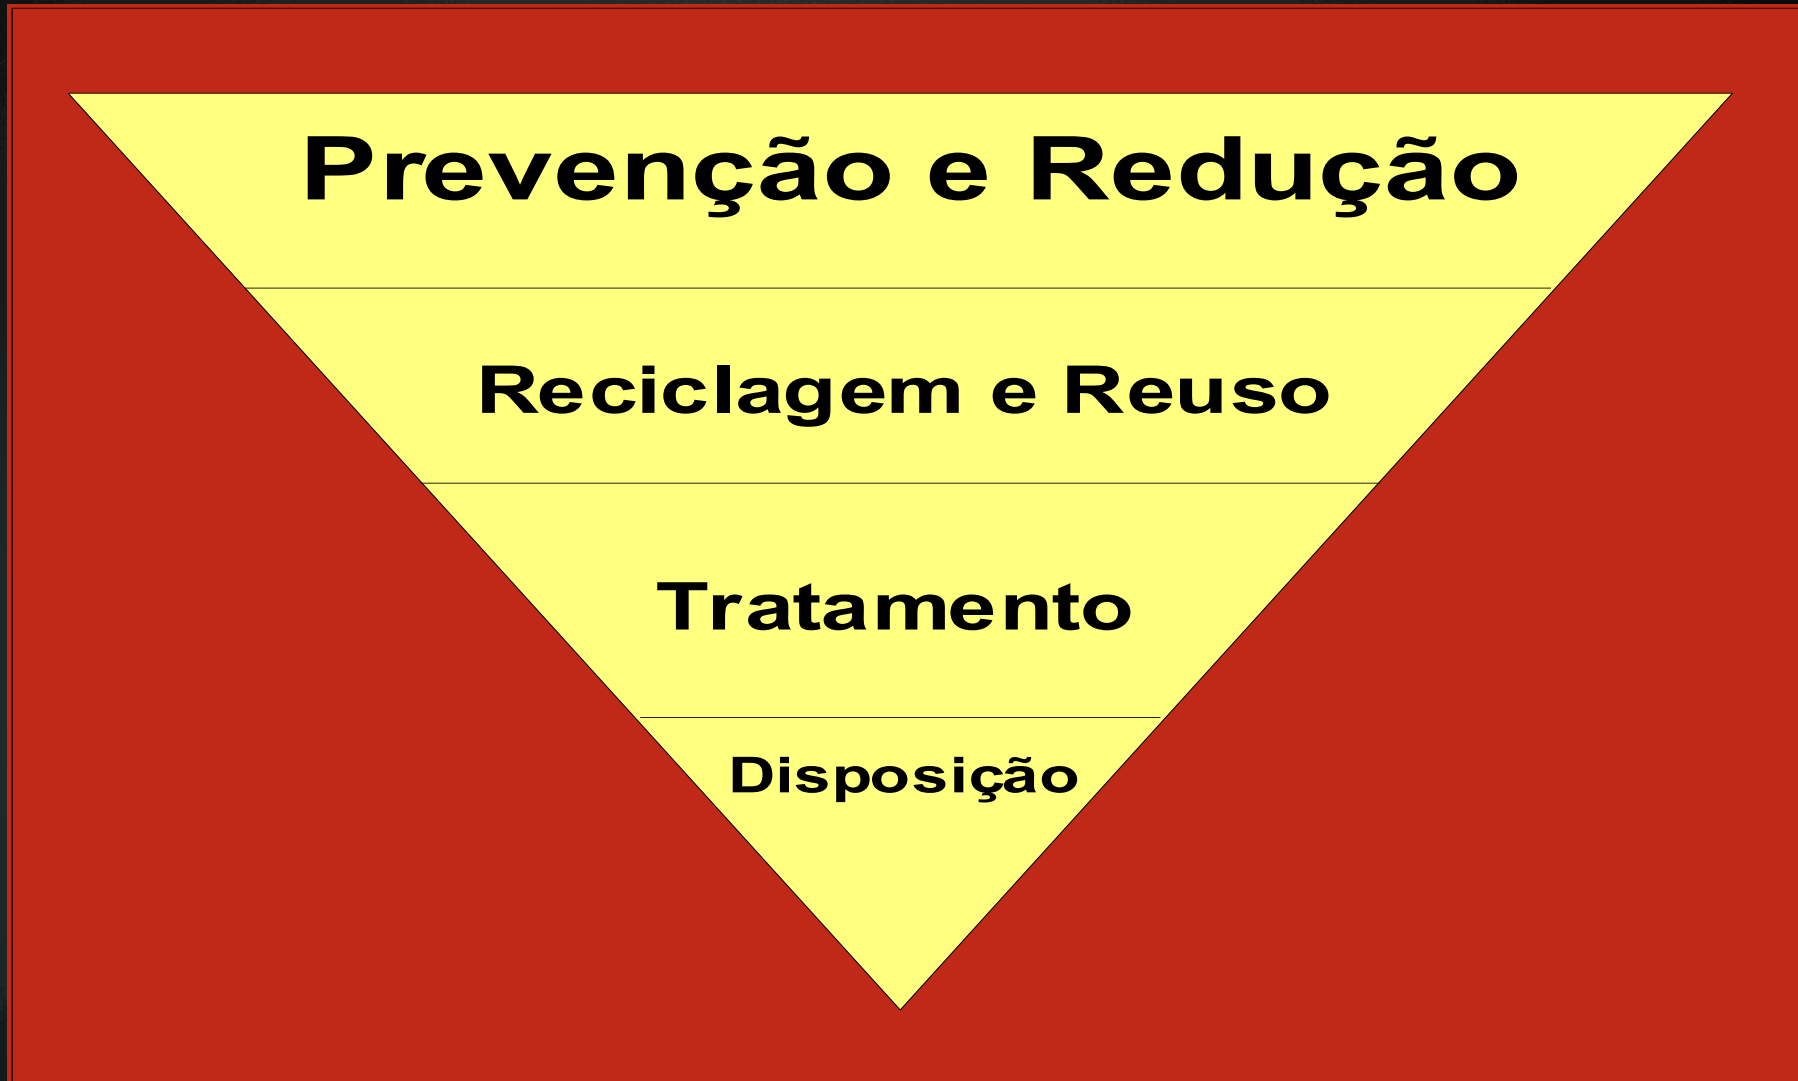 Prevenção e Redução
Reciclagem e Reuso
Tratamento
Disposição